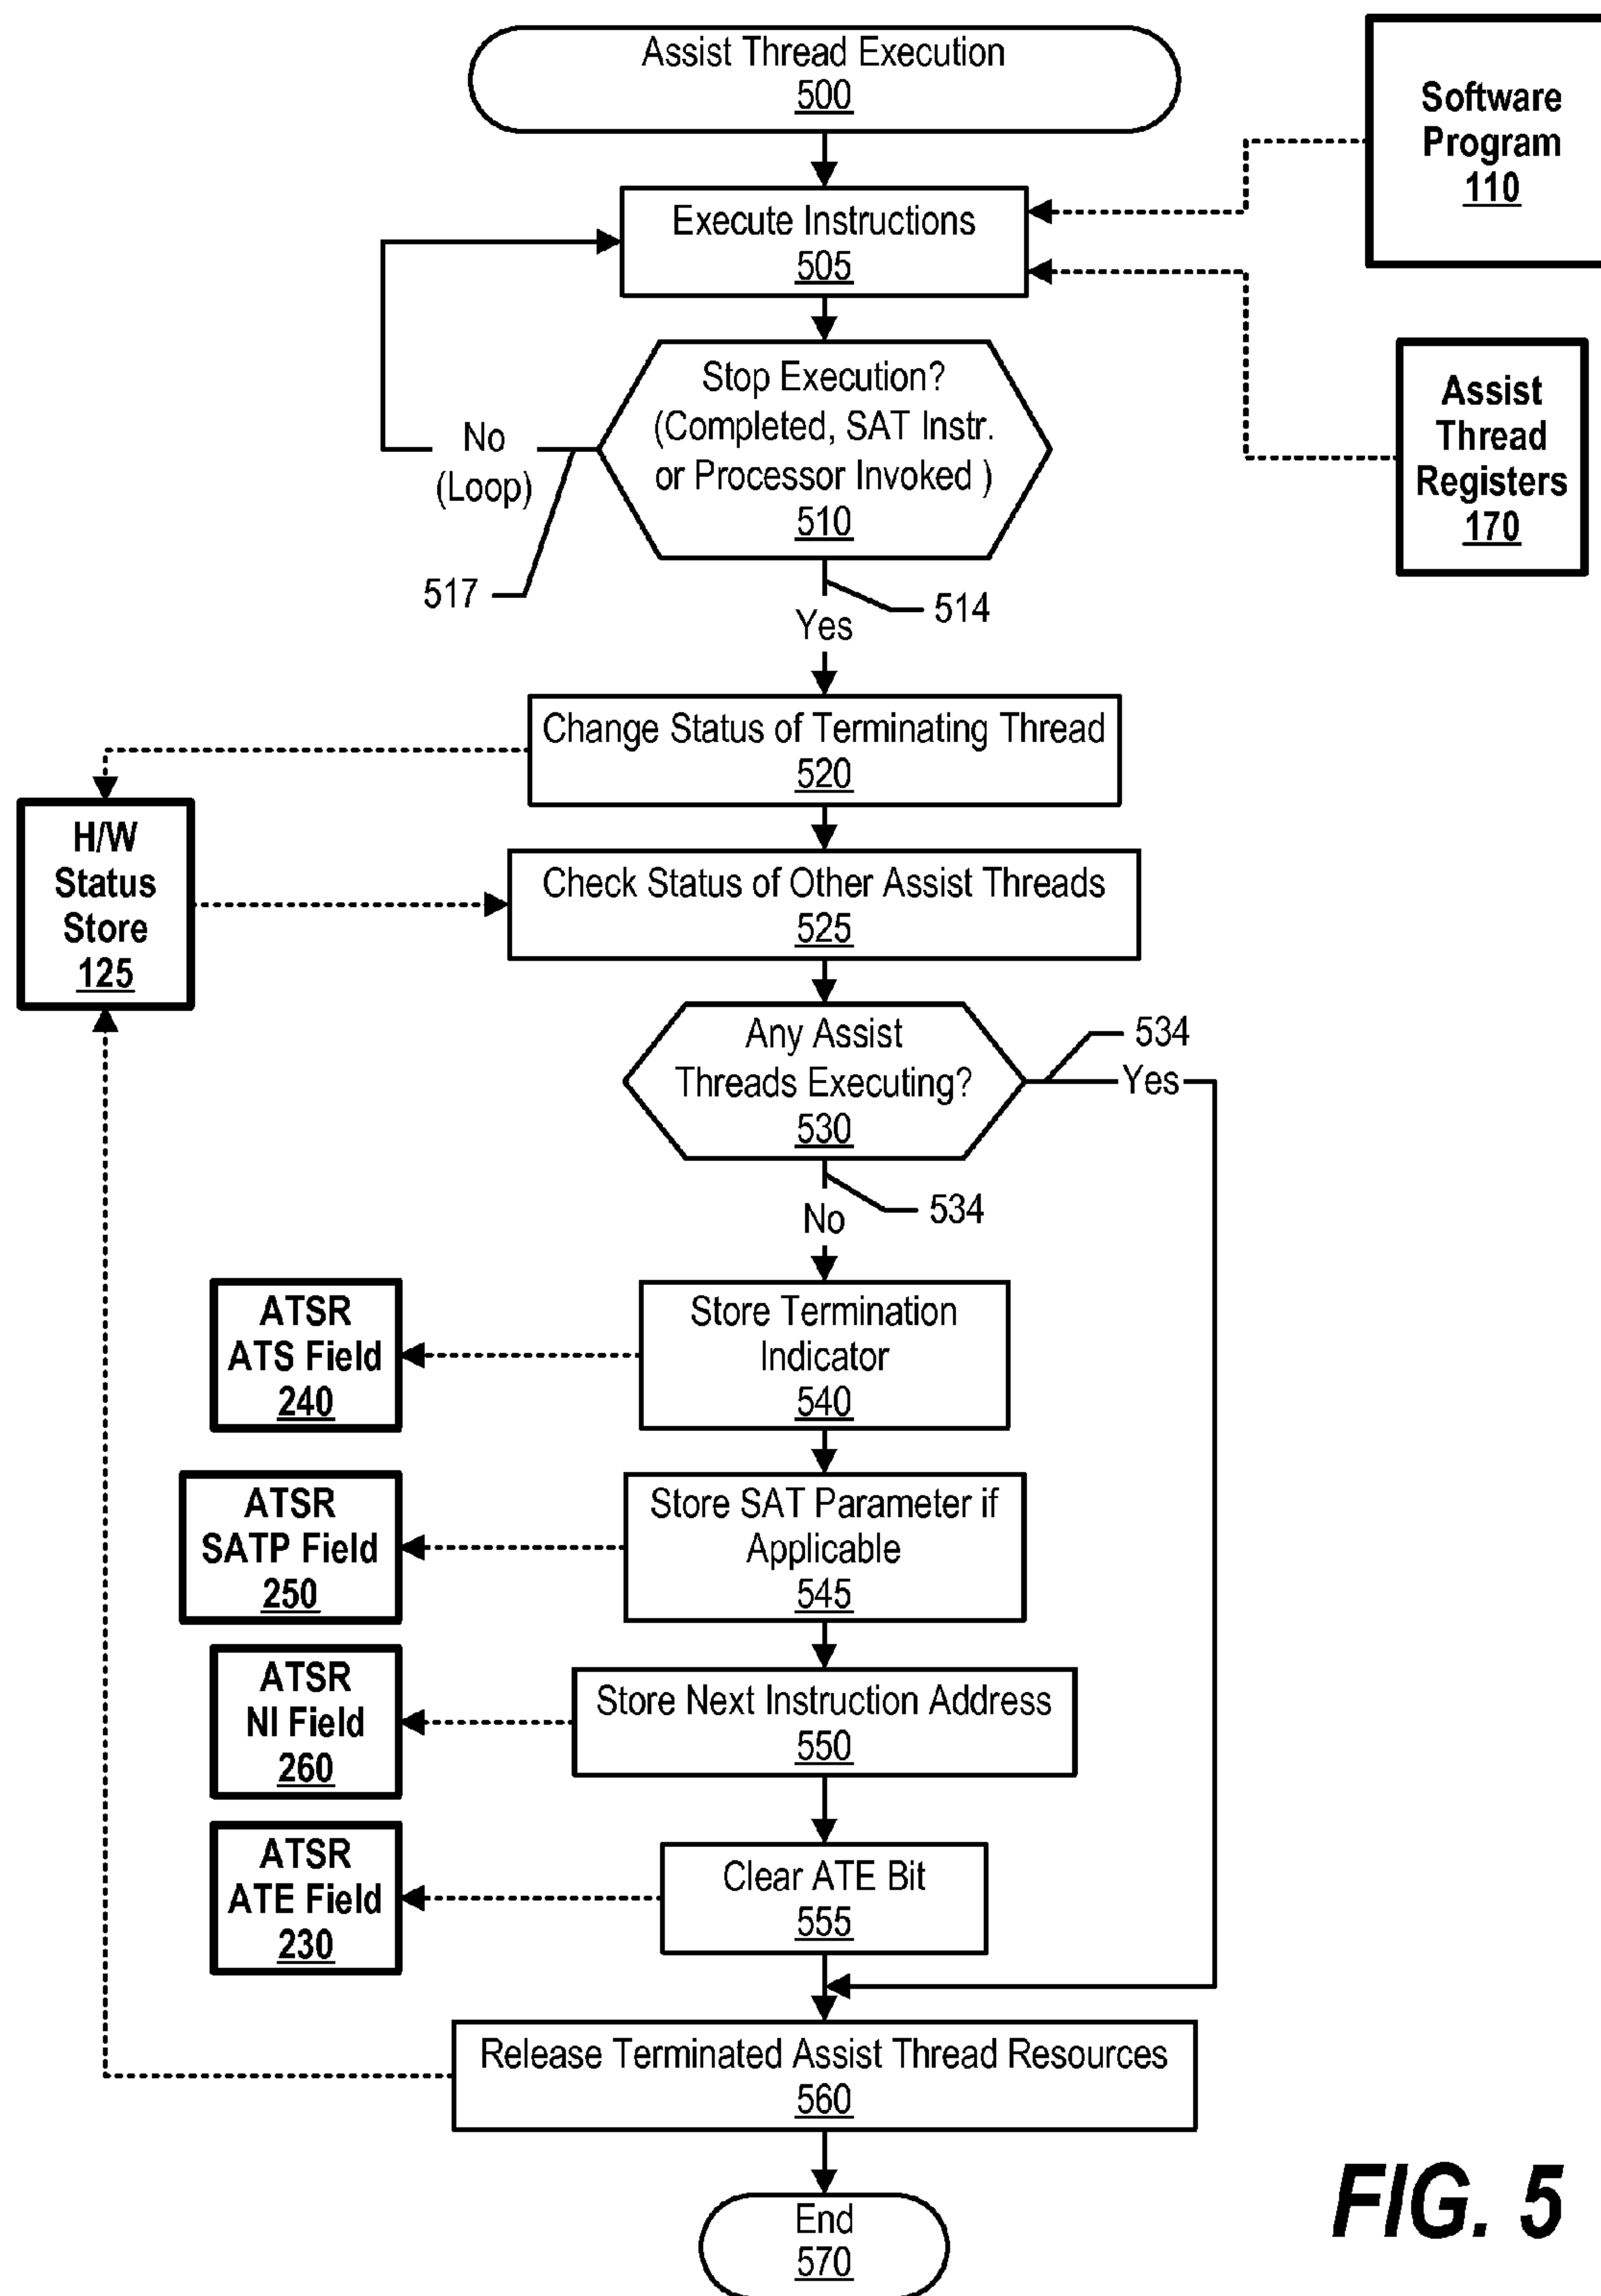 Assist Thread Execution
500
Software
Program
110
Execute Instructions
505
Assist
Thread
Registers
170
Stop Execution?
(Completed, SAT Instr.
or Processor Invoked )
510
No
(Loop)
517
514
Yes
Change Status of Terminating Thread
520
H/W
Status
Store
125
Check Status of Other Assist Threads
525
Any Assist
Threads Executing?
530
534
Yes
534
No
ATSR
ATS Field
240
Store Termination
Indicator
540
ATSR
SATP Field
250
Store SAT Parameter if
Applicable
545
ATSR
NI Field
260
Store Next Instruction Address
550
ATSR
ATE Field
230
Clear ATE Bit
555
Release Terminated Assist Thread Resources
560
End
570
FIG. 5